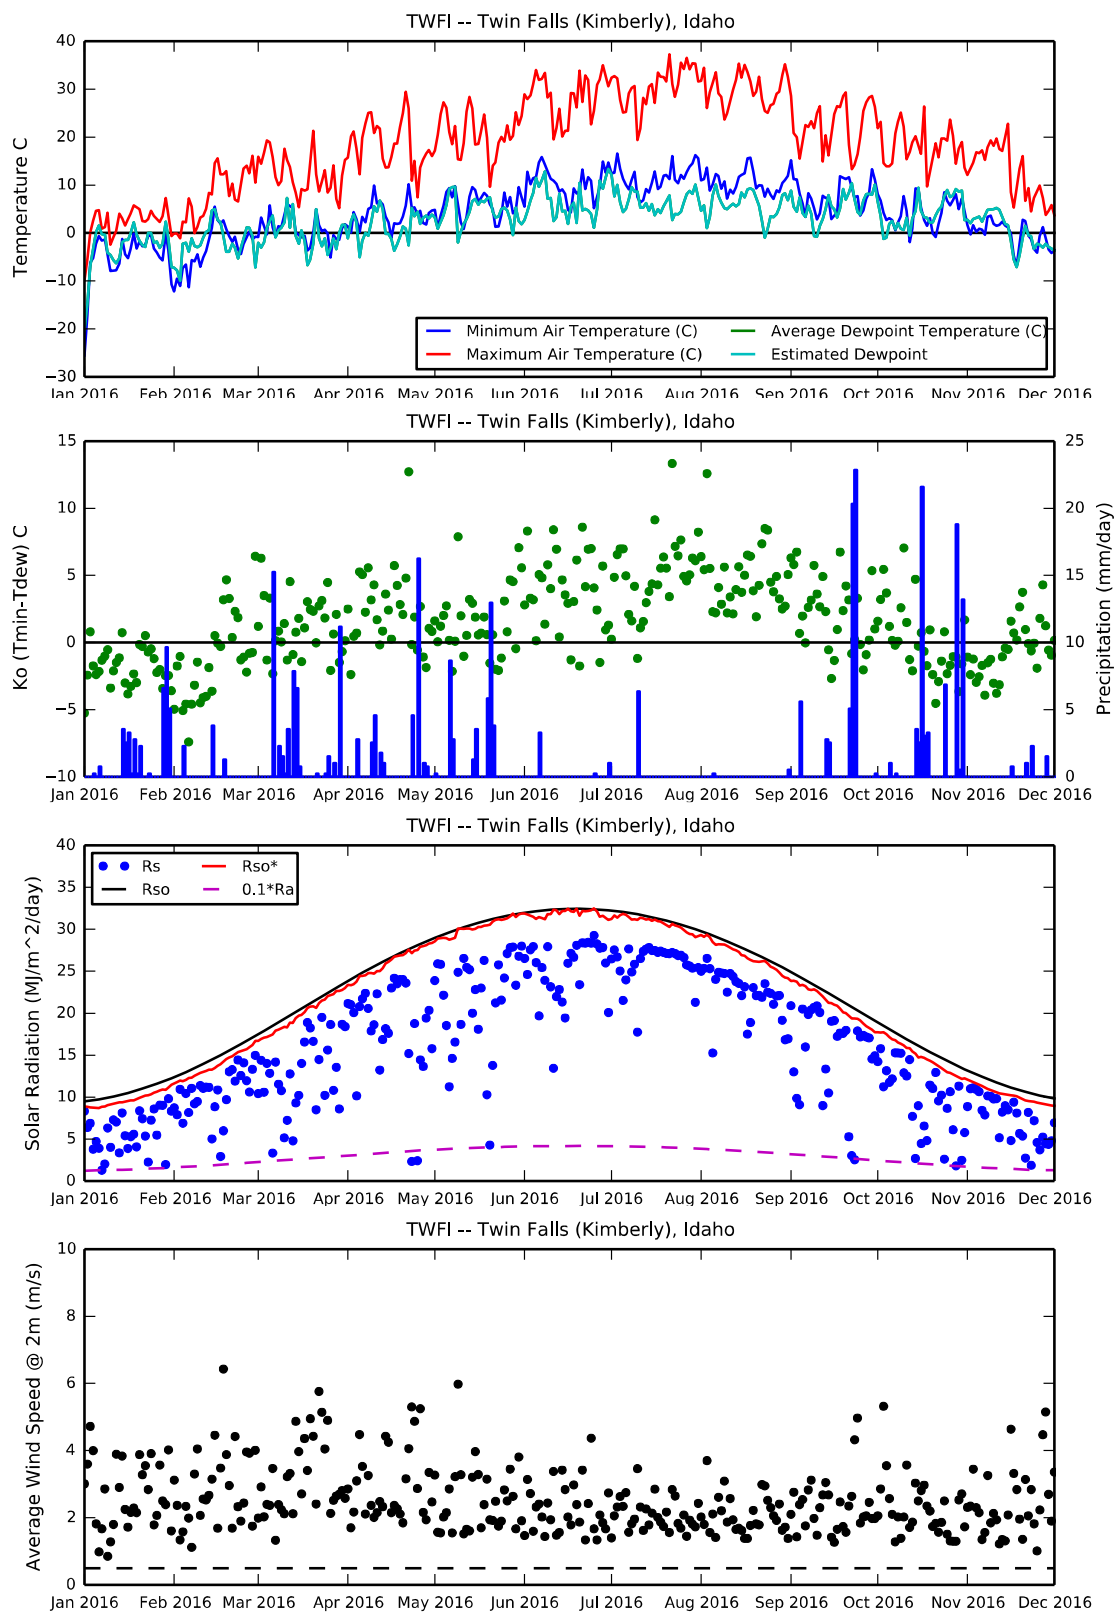 TWFI -- Twin Falls (Kimberly), Idaho
40
30
20
10
0
−10
−20
−30
Temperature C
Minimum Air Temperature (C)
Maximum Air Temperature (C)
Average Dewpoint Temperature (C)
Estimated Dewpoint
Jan 2016 Feb 2016 Mar 2016 Apr 2016 May 2016 Jun 2016 Jul 2016 Aug 2016 Sep 2016 Oct 2016 Nov 2016 Dec 2016
TWFI -- Twin Falls (Kimberly), Idaho
15
10
5
0
−5
−10
Ko (Tmin-Tdew) C
25
20
15
10
5
0
Precipitation (mm/day)
Jan 2016 Feb 2016 Mar 2016 Apr 2016 May 2016 Jun 2016 Jul 2016 Aug 2016 Sep 2016 Oct 2016 Nov 2016 Dec 2016
TWFI -- Twin Falls (Kimberly), Idaho
40
35
30
25
20
15
10
5
0
Solar Radiation (MJ/m^2/day)
Rs
Rso
Rso*
0.1*Ra
Jan 2016 Feb 2016 Mar 2016 Apr 2016 May 2016 Jun 2016 Jul 2016 Aug 2016 Sep 2016 Oct 2016 Nov 2016 Dec 2016
TWFI -- Twin Falls (Kimberly), Idaho
10
8
6
4
2
0
Average Wind Speed @ 2m (m/s)
Jan 2016 Feb 2016 Mar 2016 Apr 2016 May 2016 Jun 2016 Jul 2016 Aug 2016 Sep 2016 Oct 2016 Nov 2016 Dec 2016